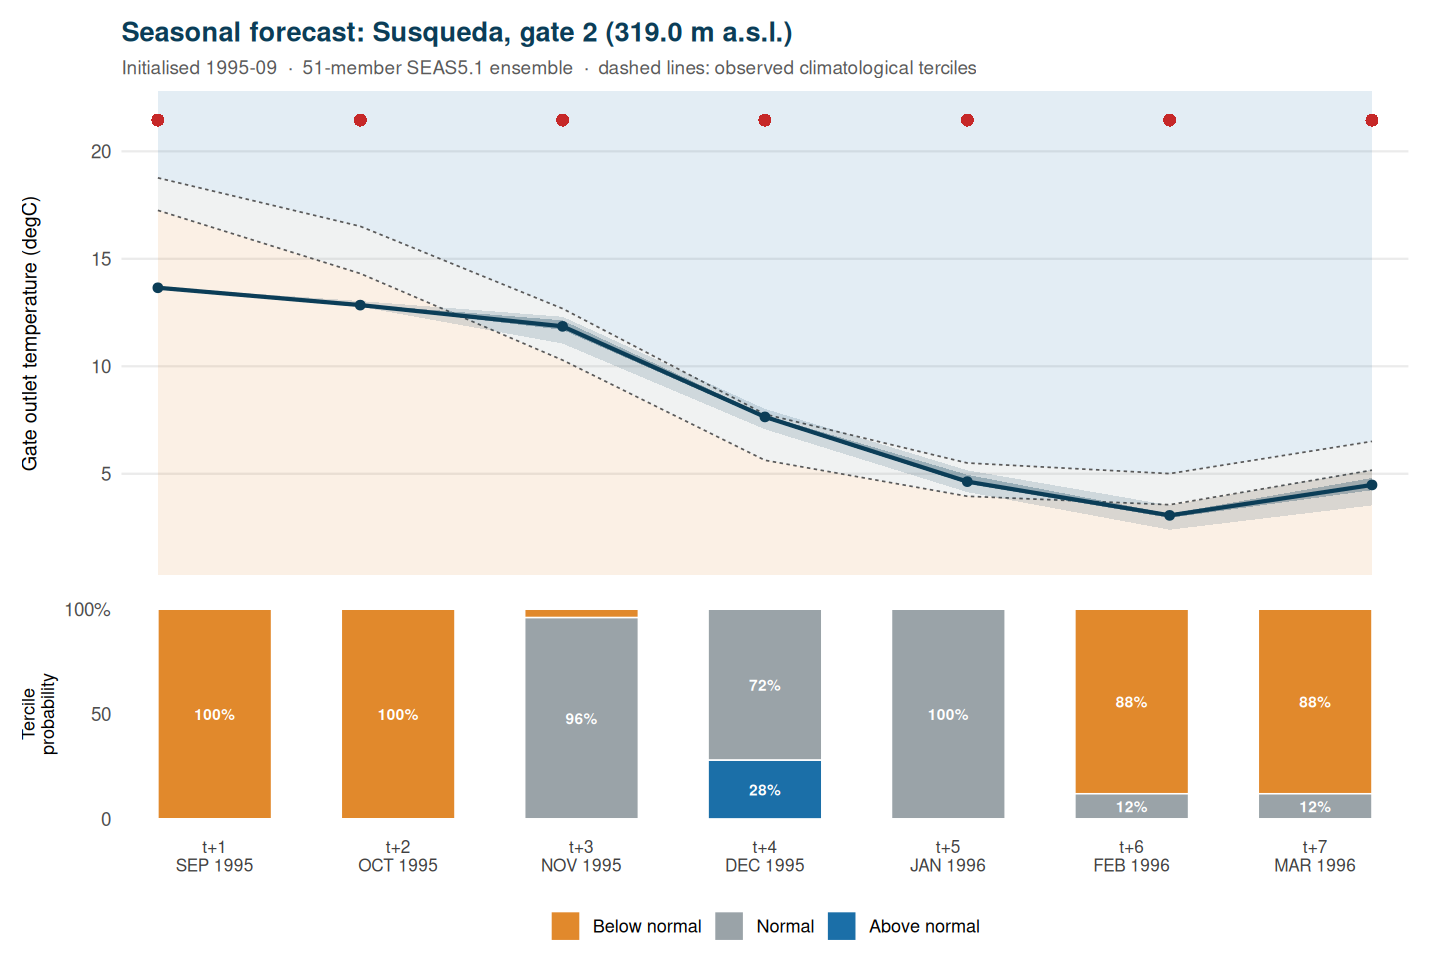 Seasonal forecast: Susqueda, gate 2 (319.0 m a.s.l.)
Initialised 1995-09 · 51-member SEAS5.1 ensemble · dashed lines: observed climatological terciles
Gate outlet temperature (degC)
20
15
10
5
Tercile
probability
100%
50
0
100%
100%
96%
72%
28%
100%
88%
12%
88%
12%
t+1
SEP 1995
t+2
OCT 1995
t+3
NOV 1995
t+4
DEC 1995
t+5
JAN 1996
t+6
FEB 1996
t+7
MAR 1996
Below normal
Normal
Above normal